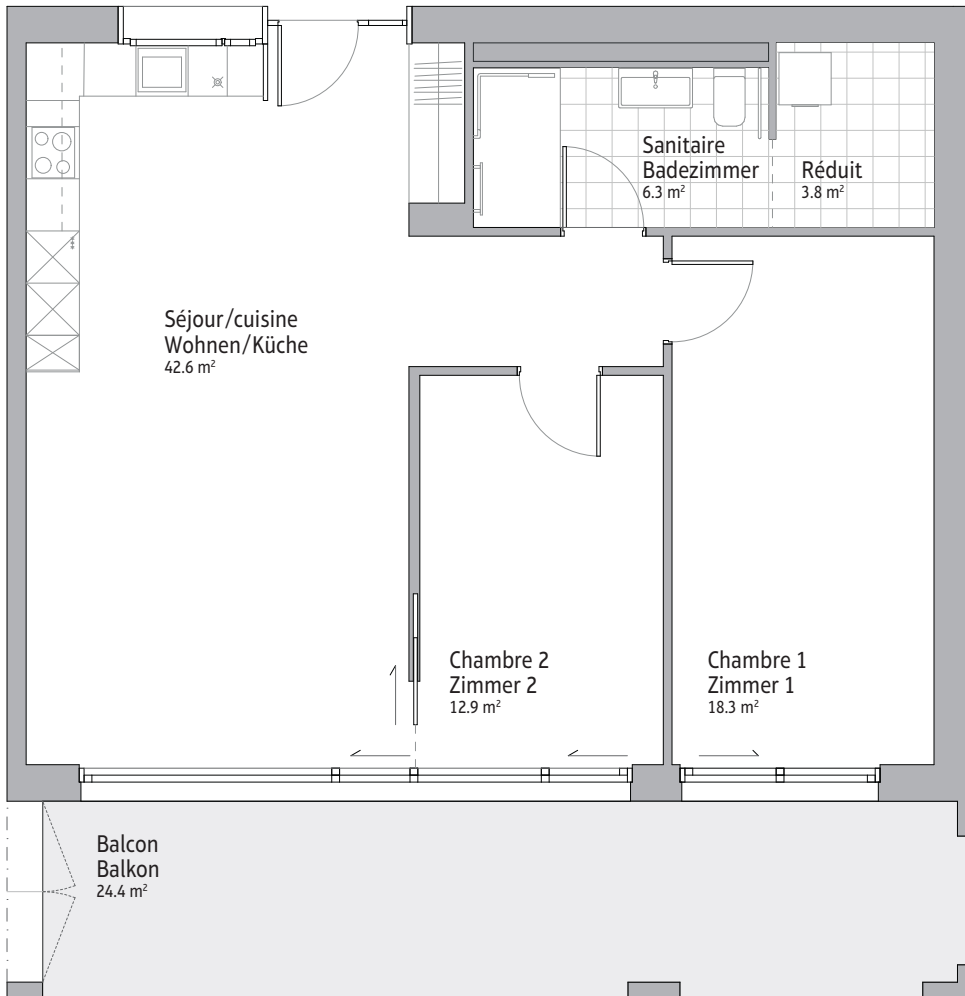 Sanitaire
Badezimmer
6.3 m²
Réduit
3.8 m²
Séjour/cuisine
Wohnen/Küche
42.6 m²
Chambre 2
Zimmer 2
12.9 m²
Chambre 1
Zimmer 1
18.3 m²
Balcon
Balkon
24.4 m²